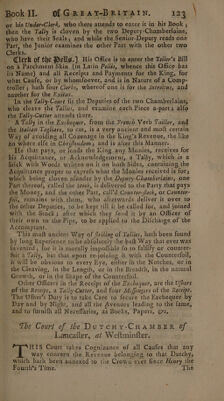 Book II. of GREAT-BRITAIN. 123
or his Under-Clerk, who there attends to enter it in his Book;
then the Tally is cloven by the two Deputy-Chamberlains,
who have their Seals, and while the Senior Deputy reads one
Part, the Junior examines the other Part with the other two
Clerks.
Clerk of the Pells.] His Office is to enter the Teller's Bill
on a Parchment Skin (in Latin Pellis, whence this Office has
its Name) and all Receipts and Payments for the King, for
what Cause, or by whomsoever, and is in Nature of a Comp-
troller; hath four Clerks, whereof one is for the Introitus, and
another for the Exitus.
In the Tally-Court sit the Deputies of the two Chamberlains,
who cleave the Tallies, and examine each Piece apart: also
the Tally-Cutter attends there.
A Tally in the Exchequer, from the French Verb Tailler, and
the Italian Tagliare, to cut, is a very ancient and most certain
Way of avoiding all Cozenage in the King's Revenue, the like
no where else in Christendom, and is after this Manner.
He that pays, or lends the King any Monies, receives for
his Acquittance, or Acknowledgement, a Tally, which is a
Stick with Words written on it on both Sides, containing the
Acquittance proper to express what the Monies received is for;
which being cloven asunder by the Deputy-Chamberlains, one
Part thereof, called the Stock, is delivered to the Party that pays
the Money, and the other Part, call'd Counterstock, or Counter-
foil, remains with them, who afterwards deliver it over to
the other Deputies, to be kept till it be called for, and joined
with the Stock; after which they send it by an Officer of
their own to the Pipe, to be applied to the Discharge of the
Accomptant.
This most ancient Way of striking of Tallies, hath been found
by long Experience to be absolutely the best Way that ever was
invented; for it is morally impossible so to falsify or counter-
feit a Tally, but that upon rejoining it with the Counterfoil,
it will be obvious to every Eye, either in the Notches, or in
the Cleaving, in the Length, or in the Breadth, in the natural
Growth, or in the Shape of the Counterfoil.
Other Officers in the Receipt of the Exchequer, are the Ushers
of the Receipt, a Tally-Cutter, and four Messengers of the Receipt.
The Usher's Duty is to take Care to secure the Exchequer by
Day and by Night, and all the Avenues leading to the same,
and to furnish all Necessaries, as Books, Papers, &c.
The Court of the DUTCHY-CHAMBER of
Lancaster, at Westminster.
THIS Court takes Cognizance of all Causes that any
way concern the Revenue belonging to that Dutchy,
which hath been annexed to the Crown ever since Henry the
Fourth's Time. The